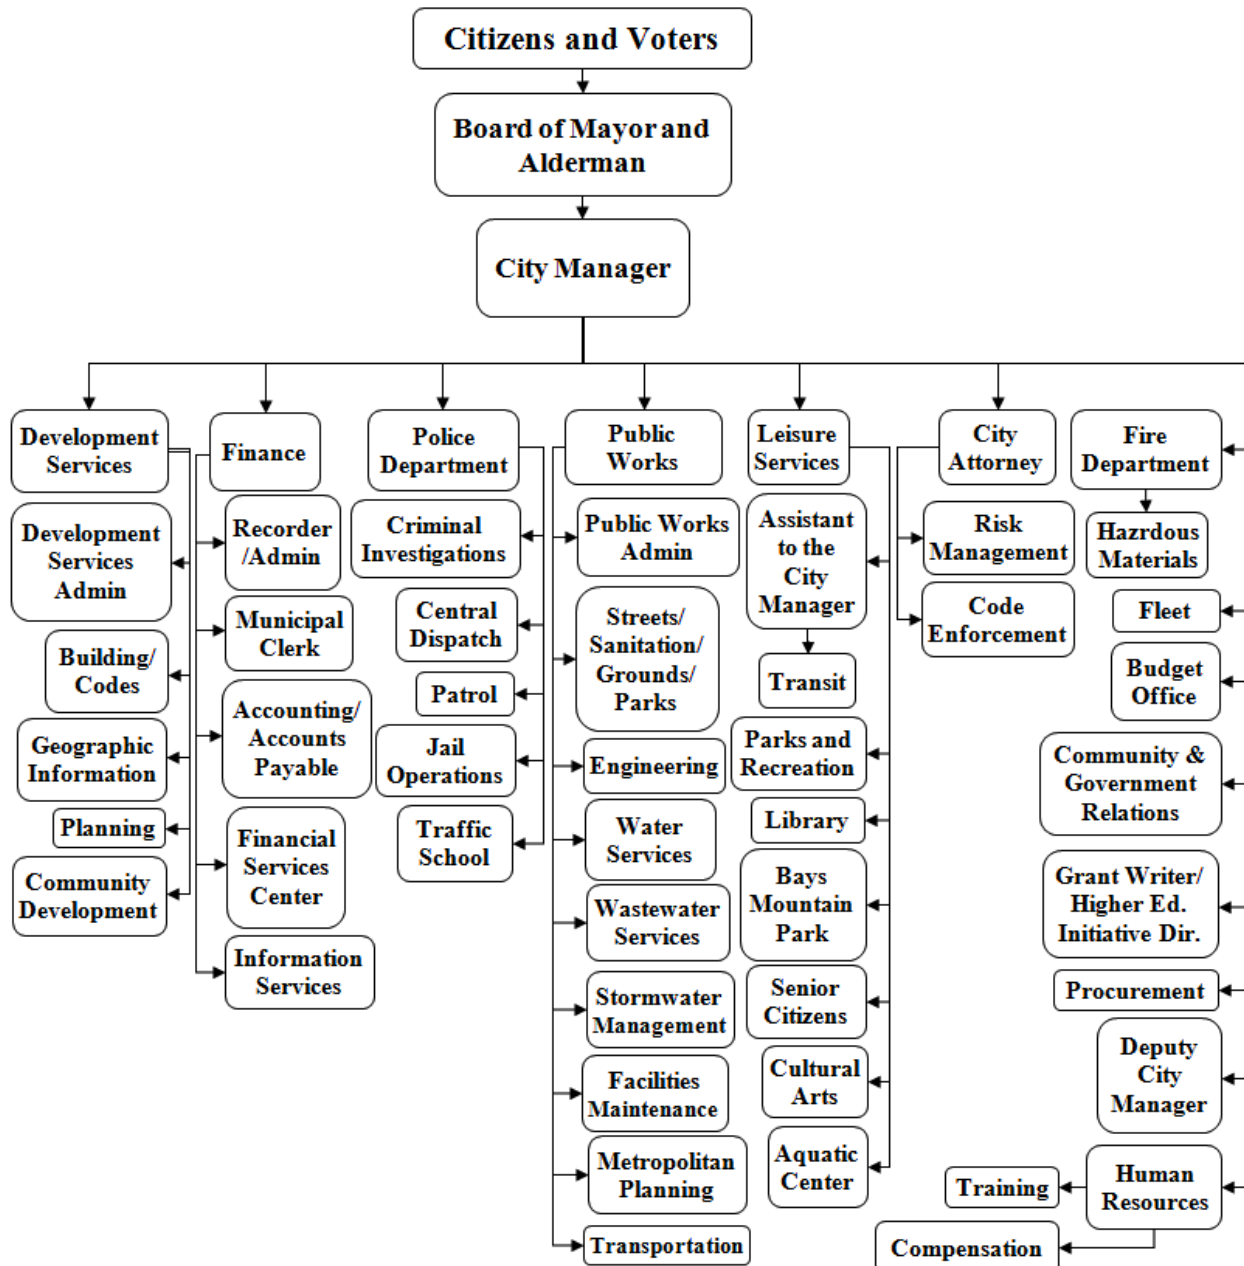 Citizens and Voters
Board of Mayor and
Alderman
City Manager
Development
Services
Development
Services
Admin
Building/
Codes
Geographic
Information
Planning
Community
Development
Finance
Recorder
/Admin
Municipal
Clerk
Accounting/
Accounts
Payable
Financial
Services
Center
Information
Services
Police
Department
Criminal
Investigations
Central
Dispatch
Patrol
Jail
Operations
Traffic
School
Public
Works
Public Works
Admin
Streets/
Sanitation/
Grounds/
Parks
Engineering
Water
Services
Wastewater
Services
Stormwater
Management
Facilities
Maintenance
Metropolitan
Planning
Transportation
Leisure
Services
Assistant
to the
City
Manager
Transit
Parks and
Recreation
Library
Bays
Mountain
Park
Senior
Citizens
Cultural
Arts
Aquatic
Center
City
Attorney
Risk
Management
Code
Enforcement
Fire
Department
Hazrdous
Materials
Fleet
Budget
Office
Community &
Government
Relations
Grant Writer/
Higher Ed.
Initiative Dir.
Procurement
Deputy
City
Manager
Human
Resources
Training
Compensation